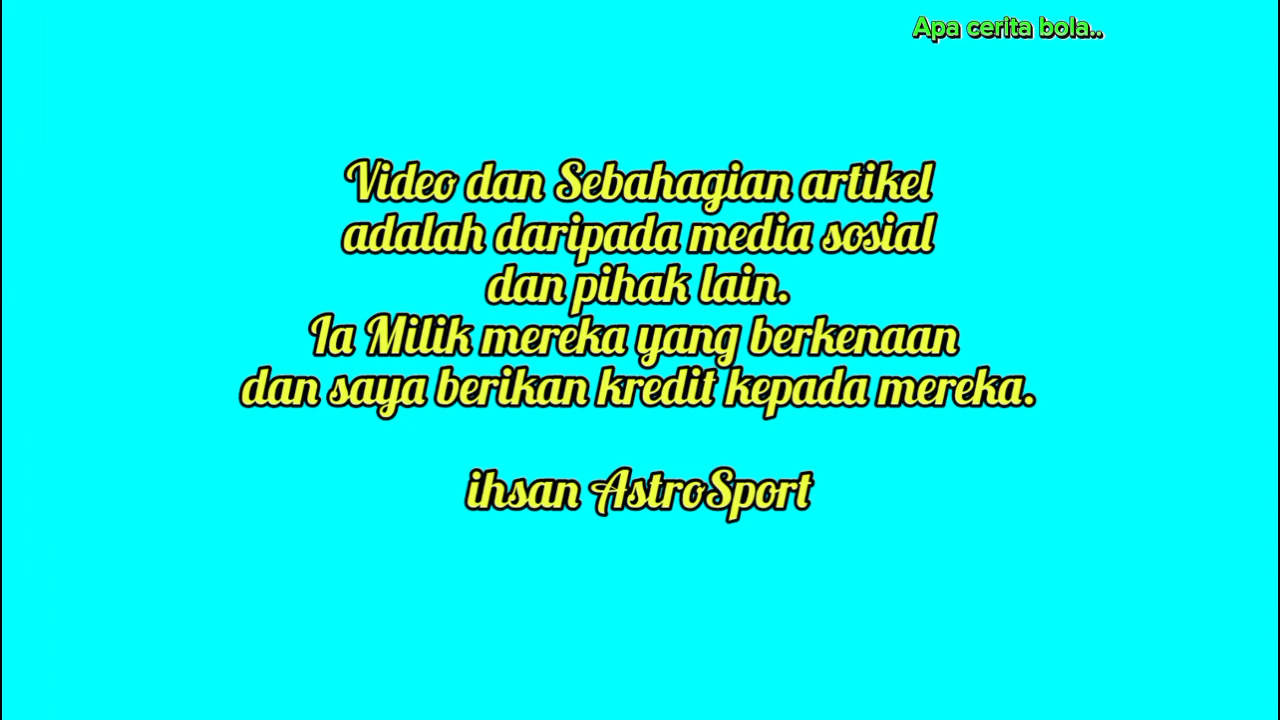 Apa cerita bola..
Video dan Sebahagian artikel
adalah daripada media sosial
dan pihak lain.
Ia Milik mereka yang berkenaan
dan saya berikan kredit kepada mereka.
ihsan AstroSport